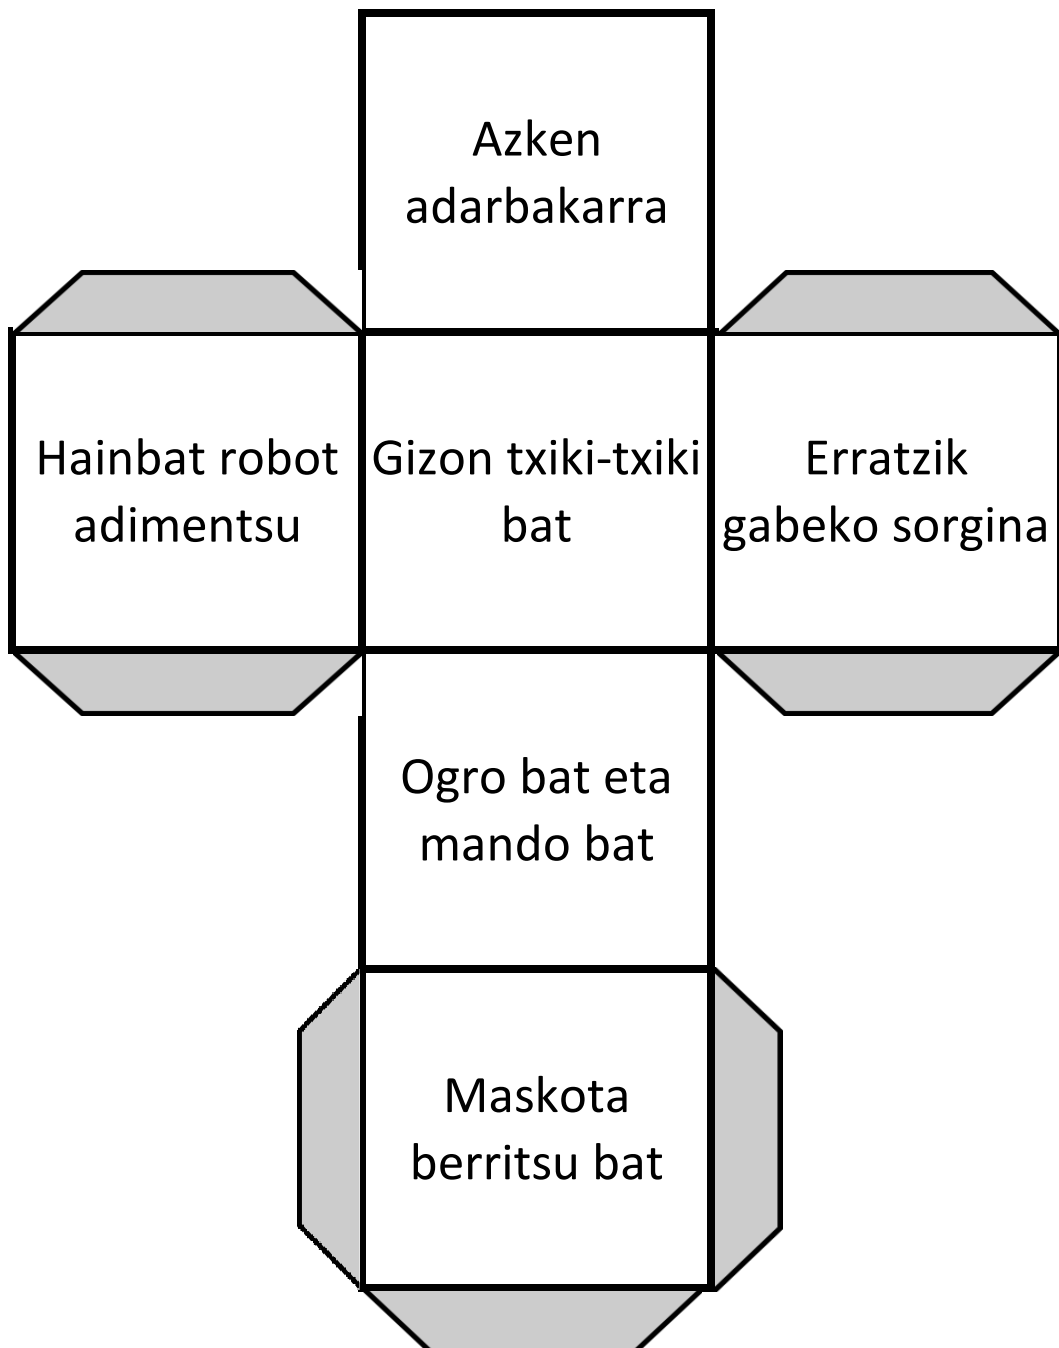 Azken
adarbakarra
Hainbat robot
adimentsu
Gizon txiki-txiki
bat
Erratzik
gabeko sorgina
Ogro bat eta
mando bat
Maskota
berritsu bat